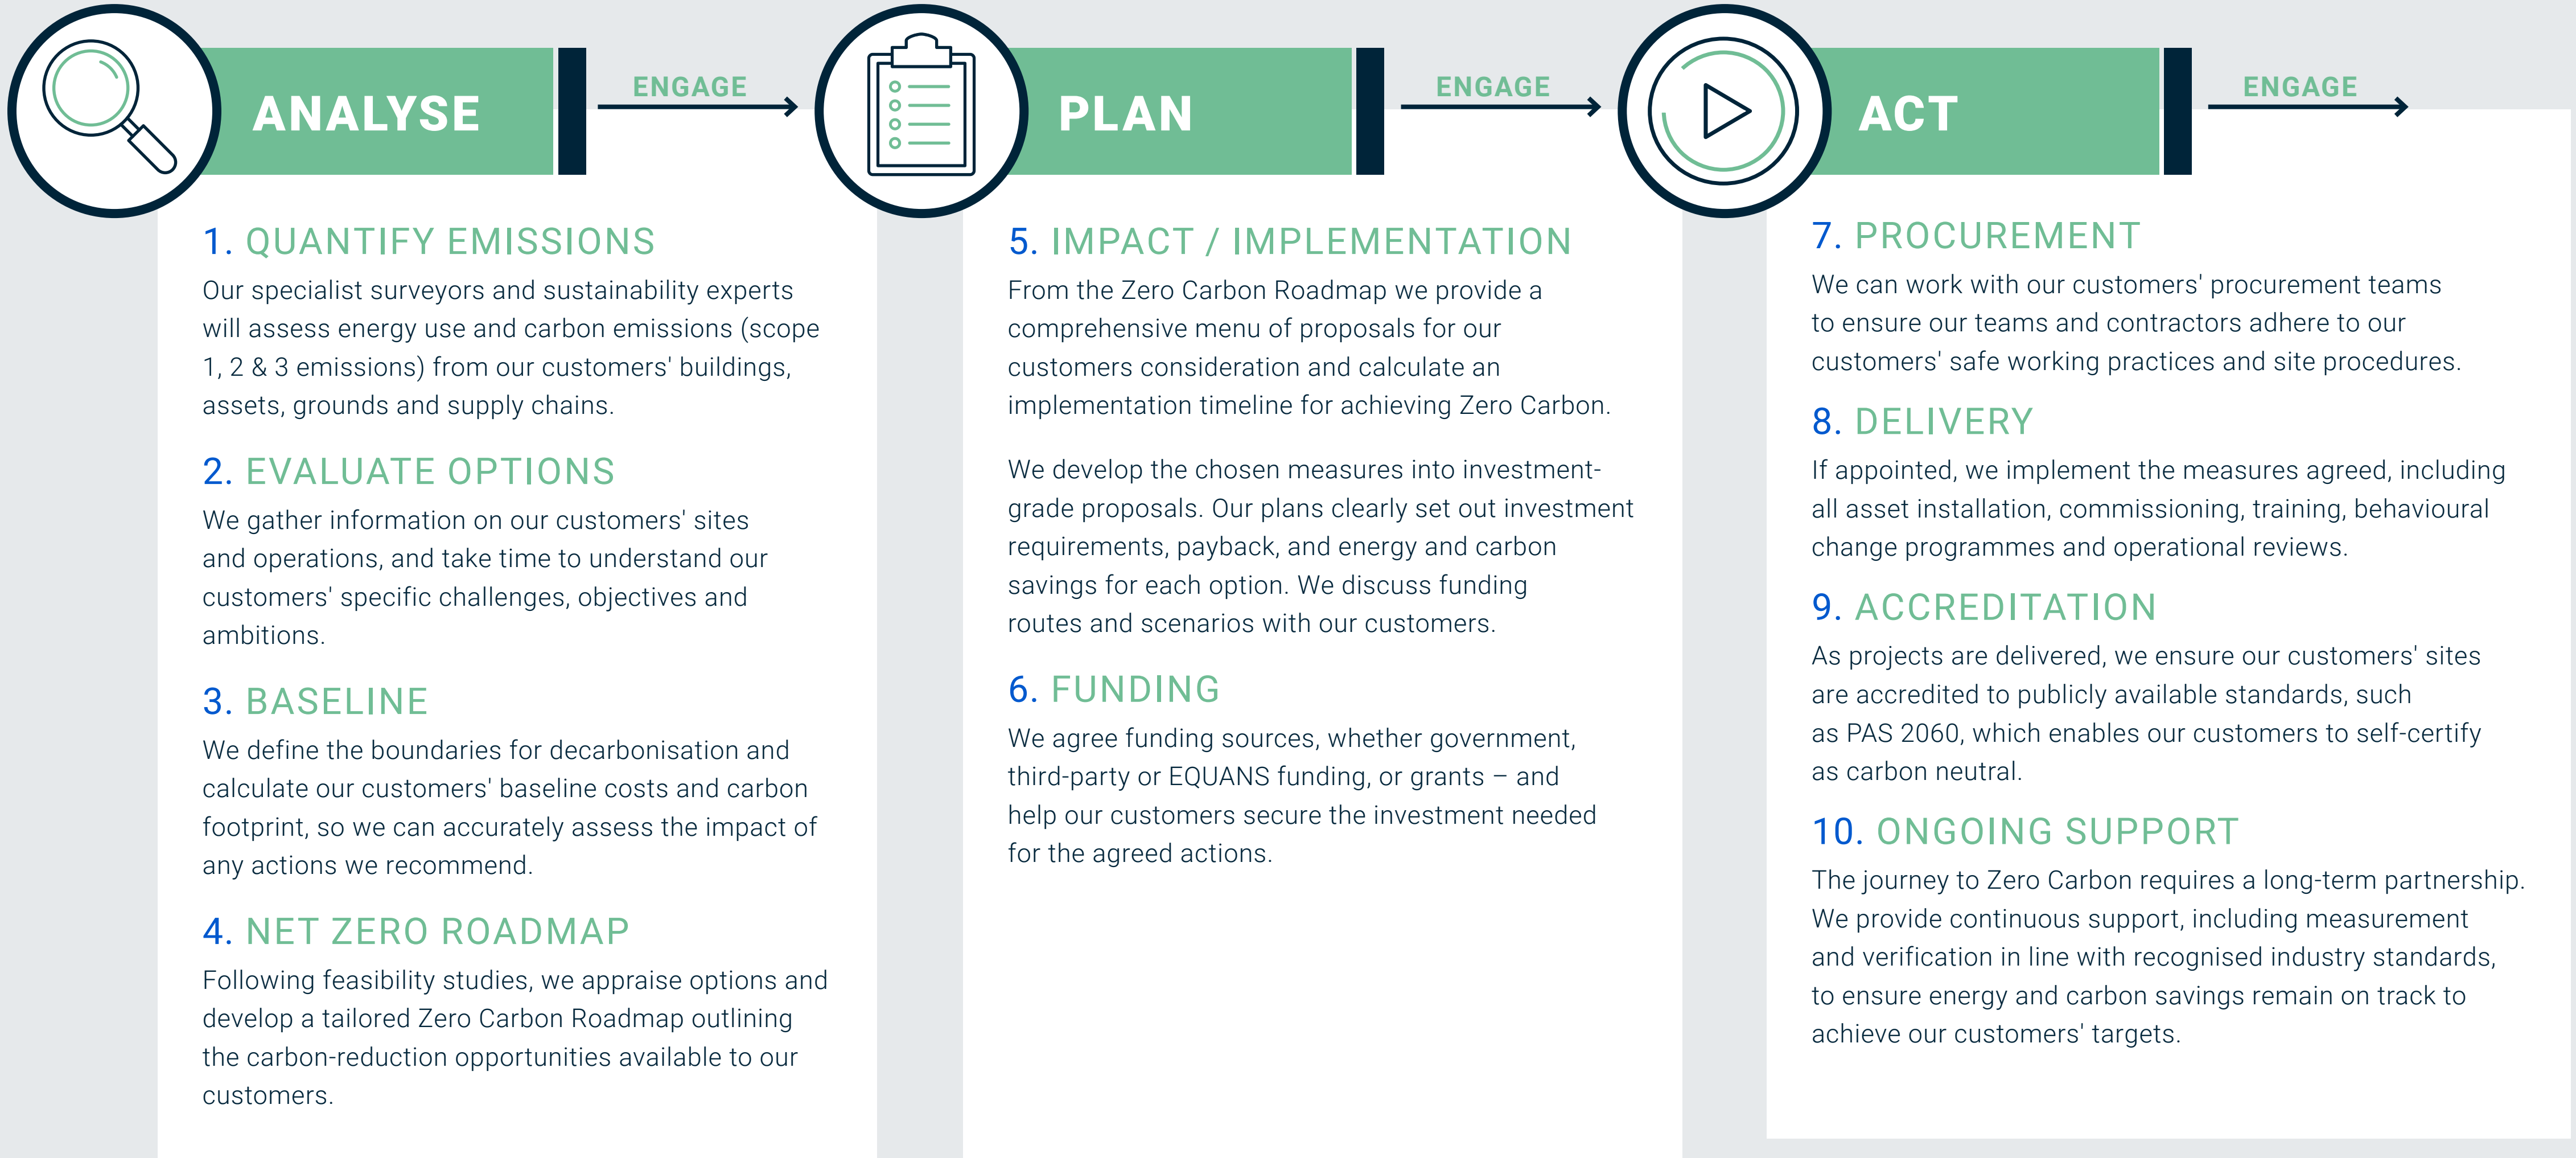 ANALYSE
ENGAGE
1. QUANTIFY EMISSIONS
Our specialist surveyors and sustainability experts
will assess energy use and carbon emissions (scope
1, 2 & 3 emissions) from our customers' buildings,
assets, grounds and supply chains.
2. EVALUATE OPTIONS
We gather information on our customers' sites
and operations, and take time to understand our
customers' specific challenges, objectives and
ambitions.
3. BASELINE
We define the boundaries for decarbonisation and
calculate our customers' baseline costs and carbon
footprint, so we can accurately assess the impact of
any actions we recommend.
4. NET ZERO ROADMAP
Following feasibility studies, we appraise options and
develop a tailored Zero Carbon Roadmap outlining
the carbon-reduction opportunities available to our
customers.
PLAN
ENGAGE
5. IMPACT / IMPLEMENTATION
From the Zero Carbon Roadmap we provide a
comprehensive menu of proposals for our
customers consideration and calculate an
implementation timeline for achieving Zero Carbon.
We develop the chosen measures into investment-
grade proposals. Our plans clearly set out investment
requirements, payback, and energy and carbon
savings for each option. We discuss funding
routes and scenarios with our customers.
6. FUNDING
We agree funding sources, whether government,
third-party or EQUANS funding, or grants – and
help our customers secure the investment needed
for the agreed actions.
ACT
ENGAGE
7. PROCUREMENT
We can work with our customers' procurement teams
to ensure our teams and contractors adhere to our
customers' safe working practices and site procedures.
8. DELIVERY
If appointed, we implement the measures agreed, including
all asset installation, commissioning, training, behavioural
change programmes and operational reviews.
9. ACCREDITATION
As projects are delivered, we ensure our customers' sites
are accredited to publicly available standards, such
as PAS 2060, which enables our customers to self-certify
as carbon neutral.
10. ONGOING SUPPORT
The journey to Zero Carbon requires a long-term partnership.
We provide continuous support, including measurement
and verification in line with recognised industry standards,
to ensure energy and carbon savings remain on track to
achieve our customers' targets.